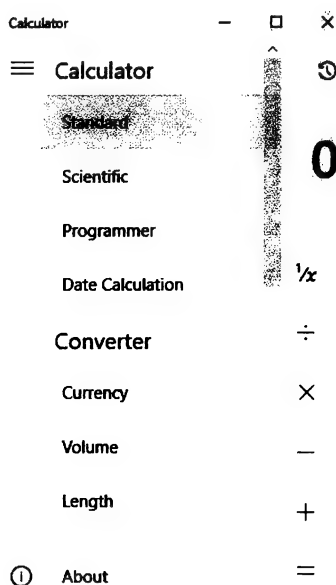 Calculator
Calculator
Standard
0
Scientific
Programmer
Date Calculation
¹/x
Converter
÷
Currency
×
Volume
−
Length
+
About
=